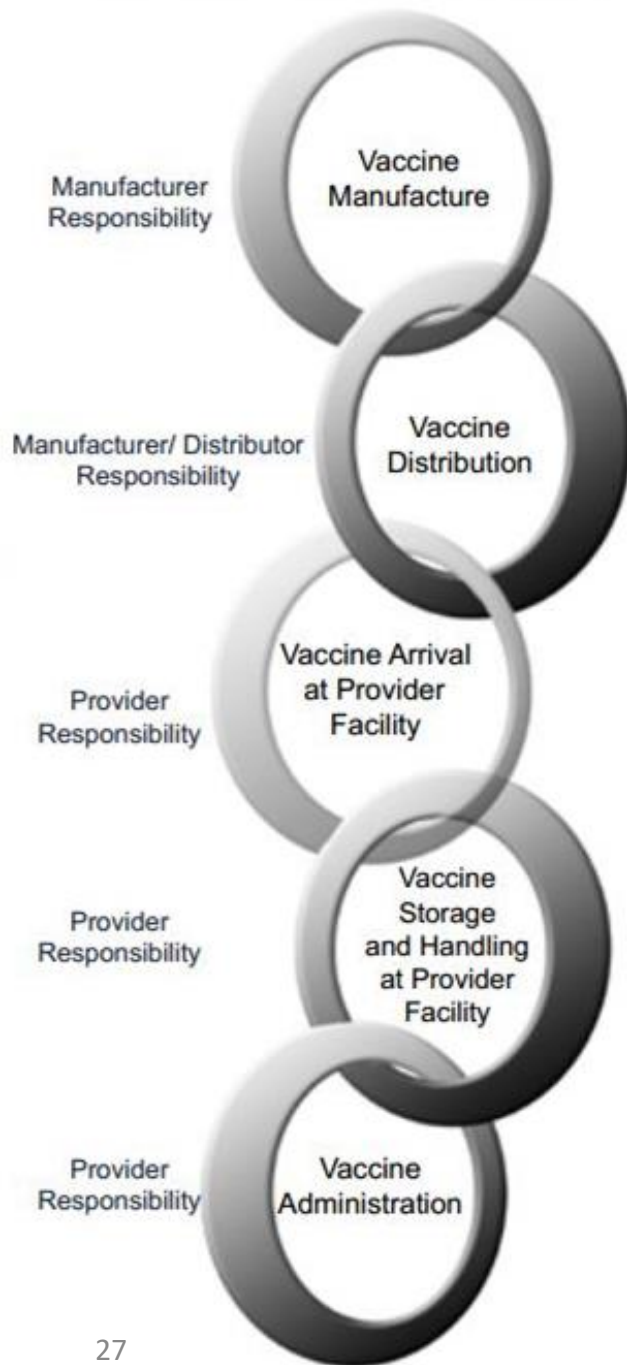 Manufacturer
Responsibility
Vaccine
Manufacture
Manufacturer/ Distributor
Responsibility
Vaccine
Distribution
Provider
Responsibility
Vaccine Arrival
at Provider
Facility
Provider
Responsibility
Vaccine
Storage
and Handling
at Provider
Facility
Provider
Responsibility
Vaccine
Administration
27